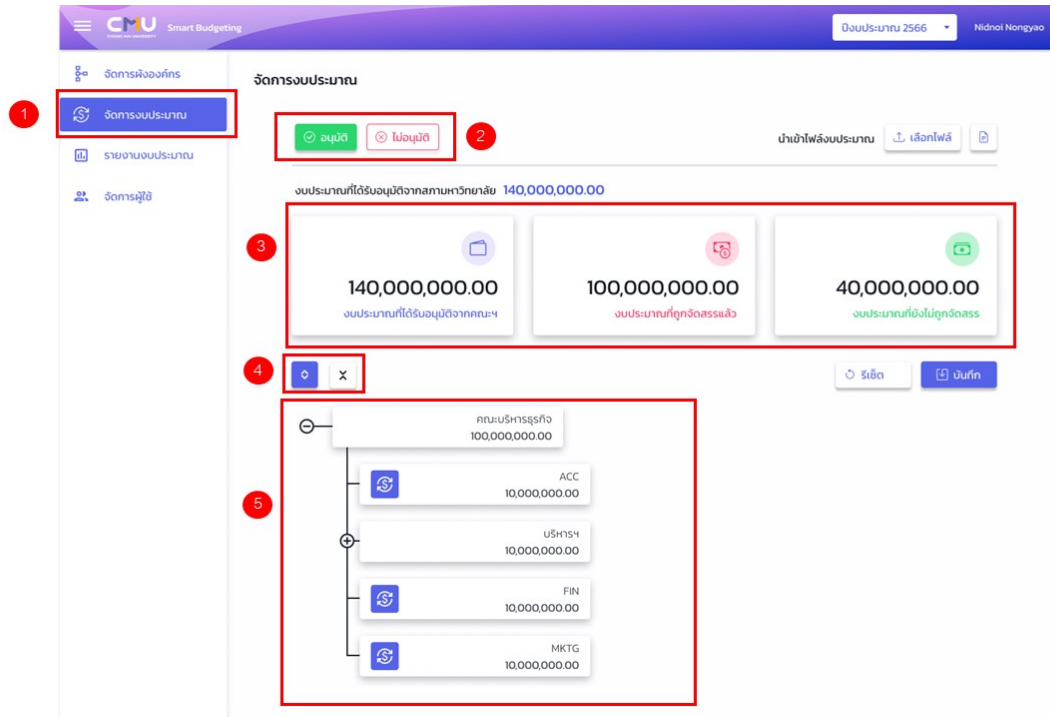 CMU
CHIANG MAI UNIVERSITY
Smart Budgeting
ปีงบประมาณ 2566
Nidnoi Nongyao
จัดการผังองค์กร
จัดการงบประมาณ
1
จัดการงบประมาณ
รายงานงบประมาณ
จัดการผู้ใช้
อนุมัติ
ไม่อนุมัติ
2
นำเข้าไฟล์งบประมาณ
เลือกไฟล์
งบประมาณที่ได้รับอนุมัติจากสภามหาวิทยาลัย 140,000,000.00
3
140,000,000.00
งบประมาณที่ได้รับอนุมัติจากคณะฯ
100,000,000.00
งบประมาณที่ถูกจัดสรรแล้ว
40,000,000.00
งบประมาณที่ยังไม่ถูกจัดสรร
4
รีเซ็ต
บันทึก
คณะบริหารธุรกิจ
100,000,000.00
5
ACC
10,000,000.00
บริหารฯ
10,000,000.00
FIN
10,000,000.00
MKTG
10,000,000.00